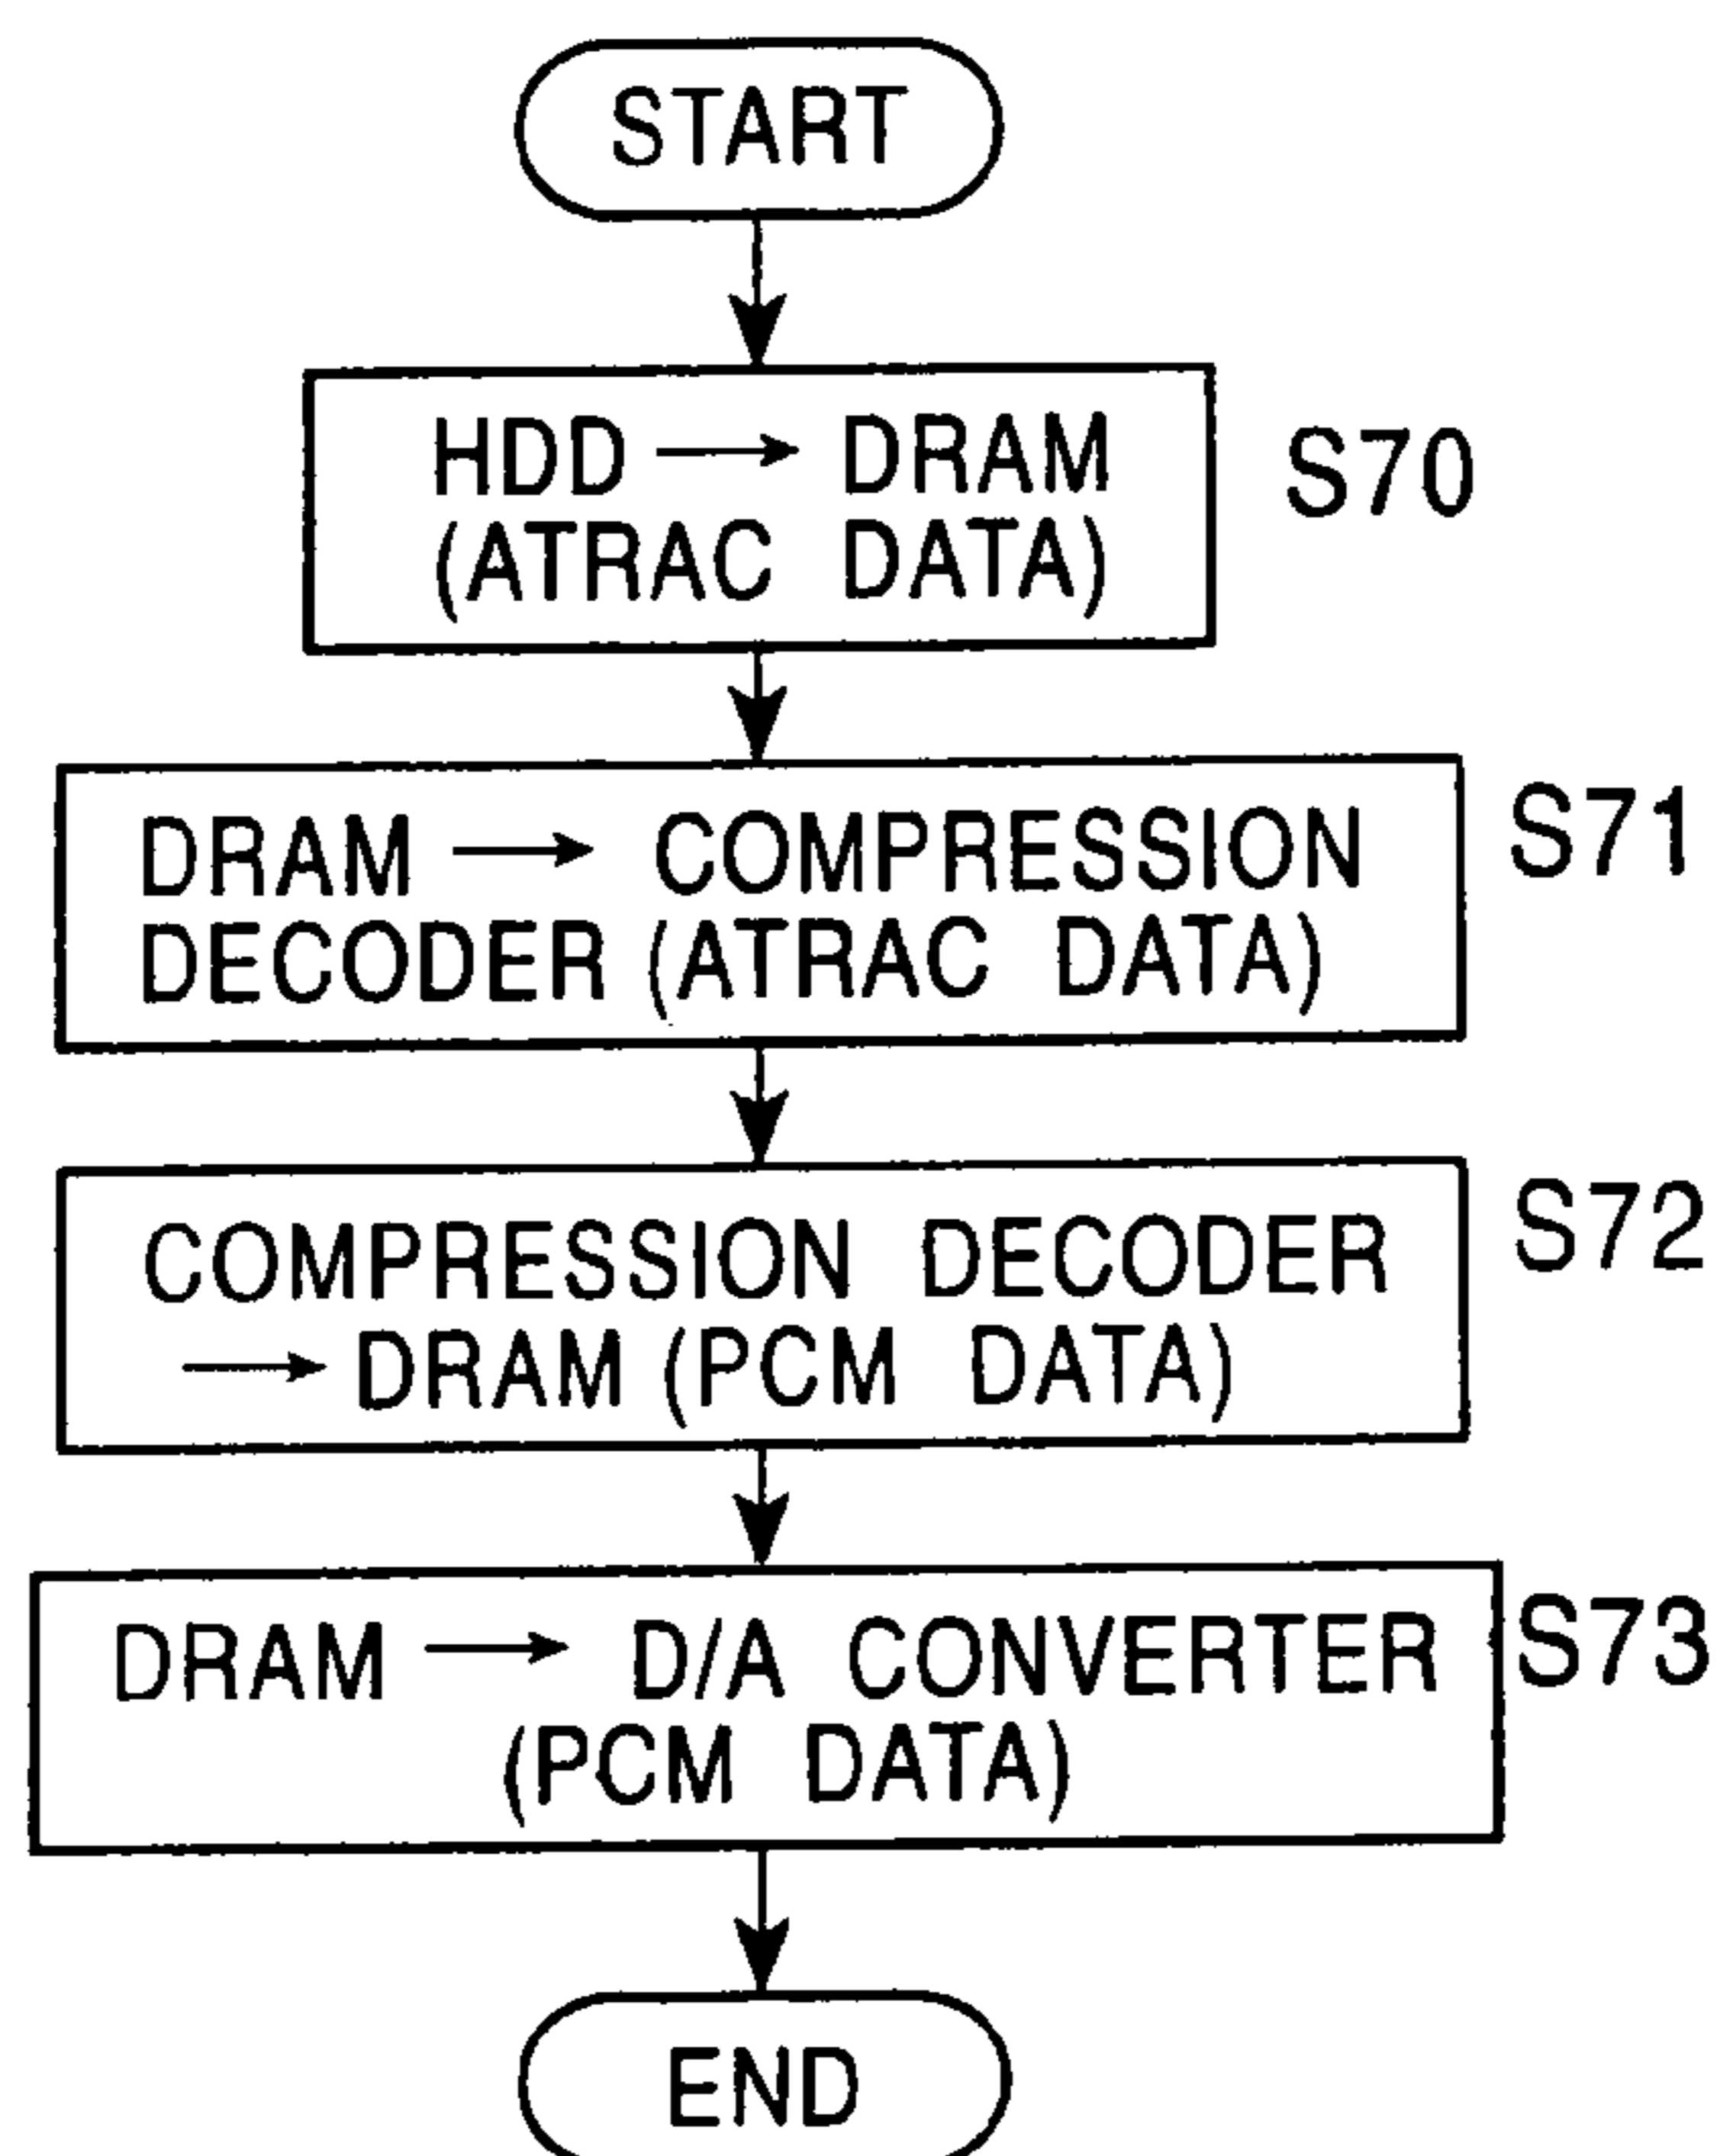 START
HDD → DRAM
(ATRAC DATA)
S70
DRAM → COMPRESSION
DECODER (ATRAC DATA)
S71
COMPRESSION DECODER
→ DRAM (PCM DATA)
S72
DRAM → D/A CONVERTER
(PCM DATA)
S73
END